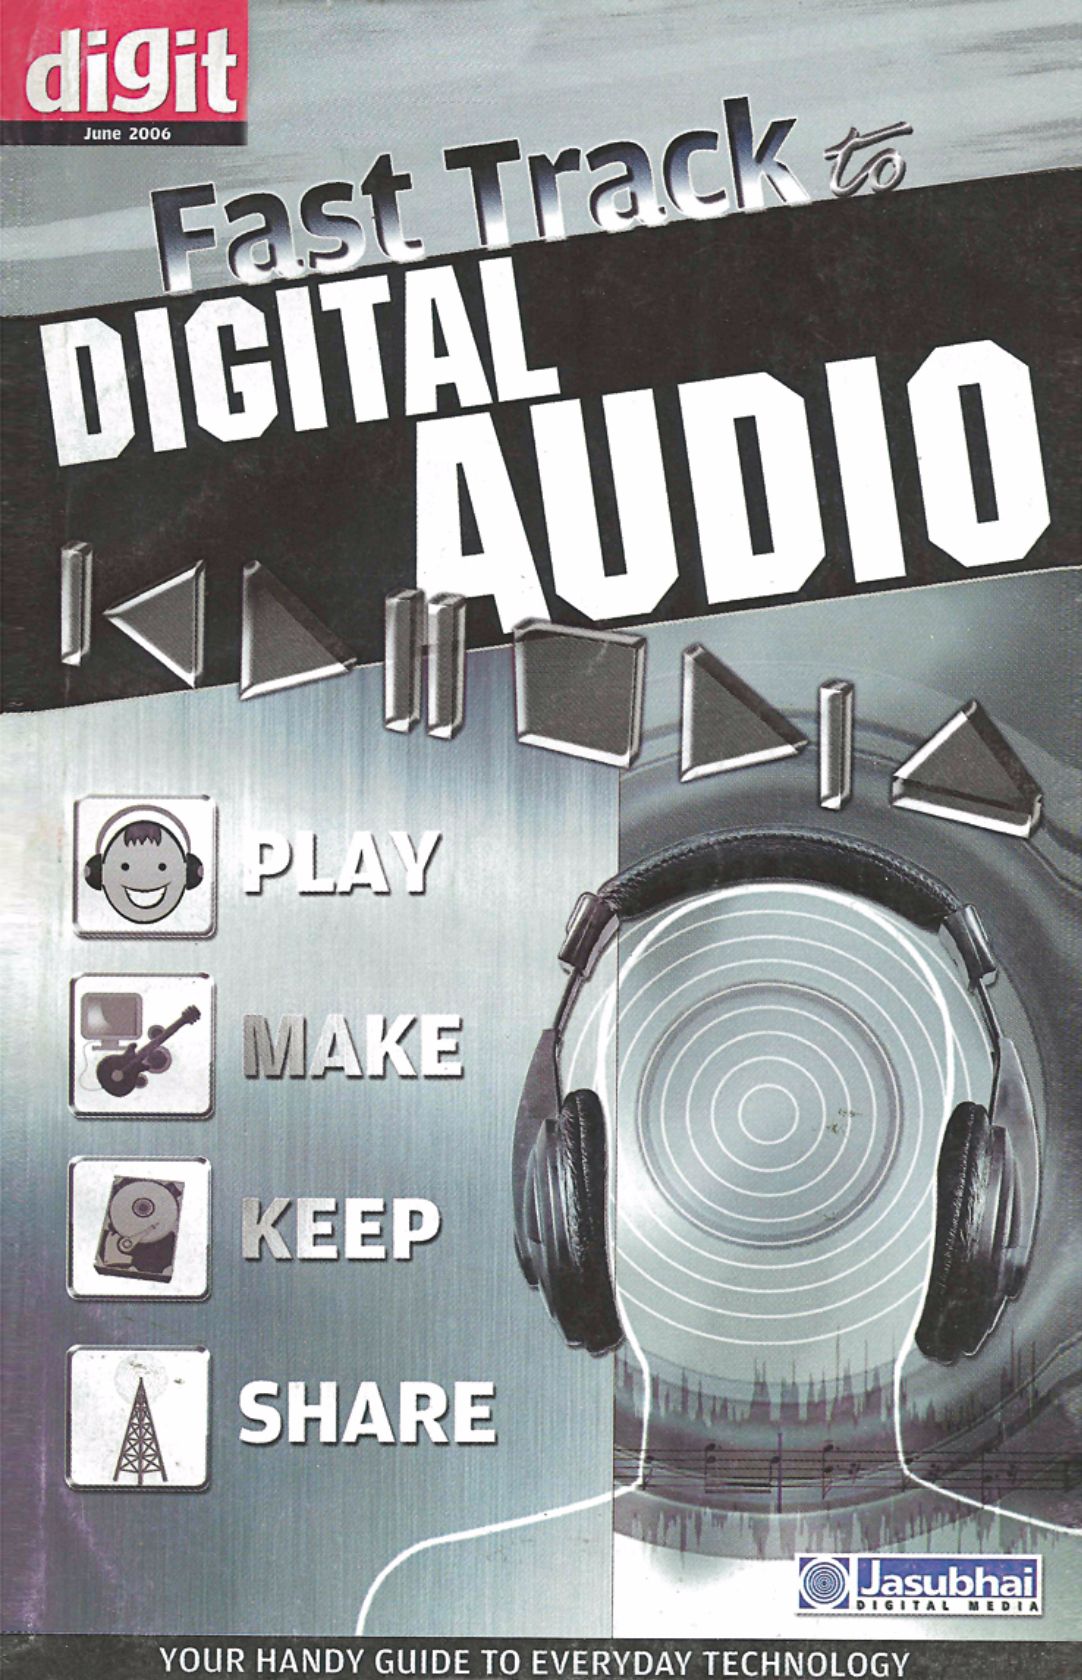 digit
June 2006
Fast Track to
DIGITAL
AUDIO
PLAY
MAKE
KEEP
SHARE
Jasubhai
DIGITAL MEDIA
YOUR HANDY GUIDE TO EVERYDAY TECHNOLOGY